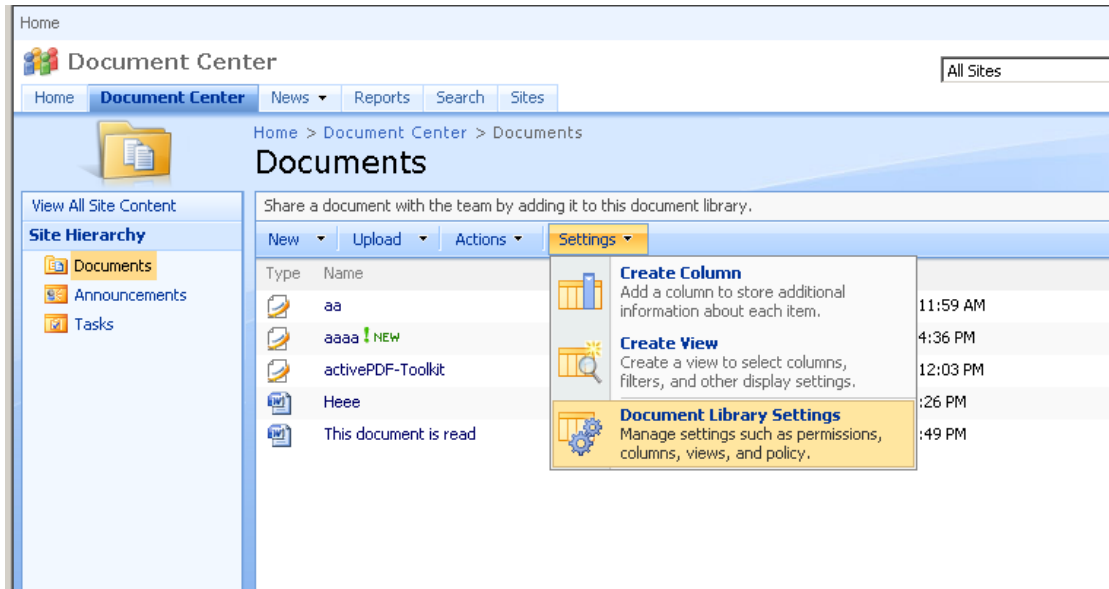 Home
Document Center
All Sites
Home Document Center News Reports Search Sites
Home > Document Center > Documents
Documents
View All Site Content
Share a document with the team by adding it to this document library.
Site Hierarchy
New Upload Actions Settings
Documents
Announcements
Tasks
Type Name
aa 11:59 AM
aaaa ! NEW 4:36 PM
activePDF-Toolkit 12:03 PM
Heee :26 PM
This document is read :49 PM
Create Column
Add a column to store additional
information about each item.
Create View
Create a view to select columns,
filters, and other display settings.
Document Library Settings
Manage settings such as permissions,
columns, views, and policy.